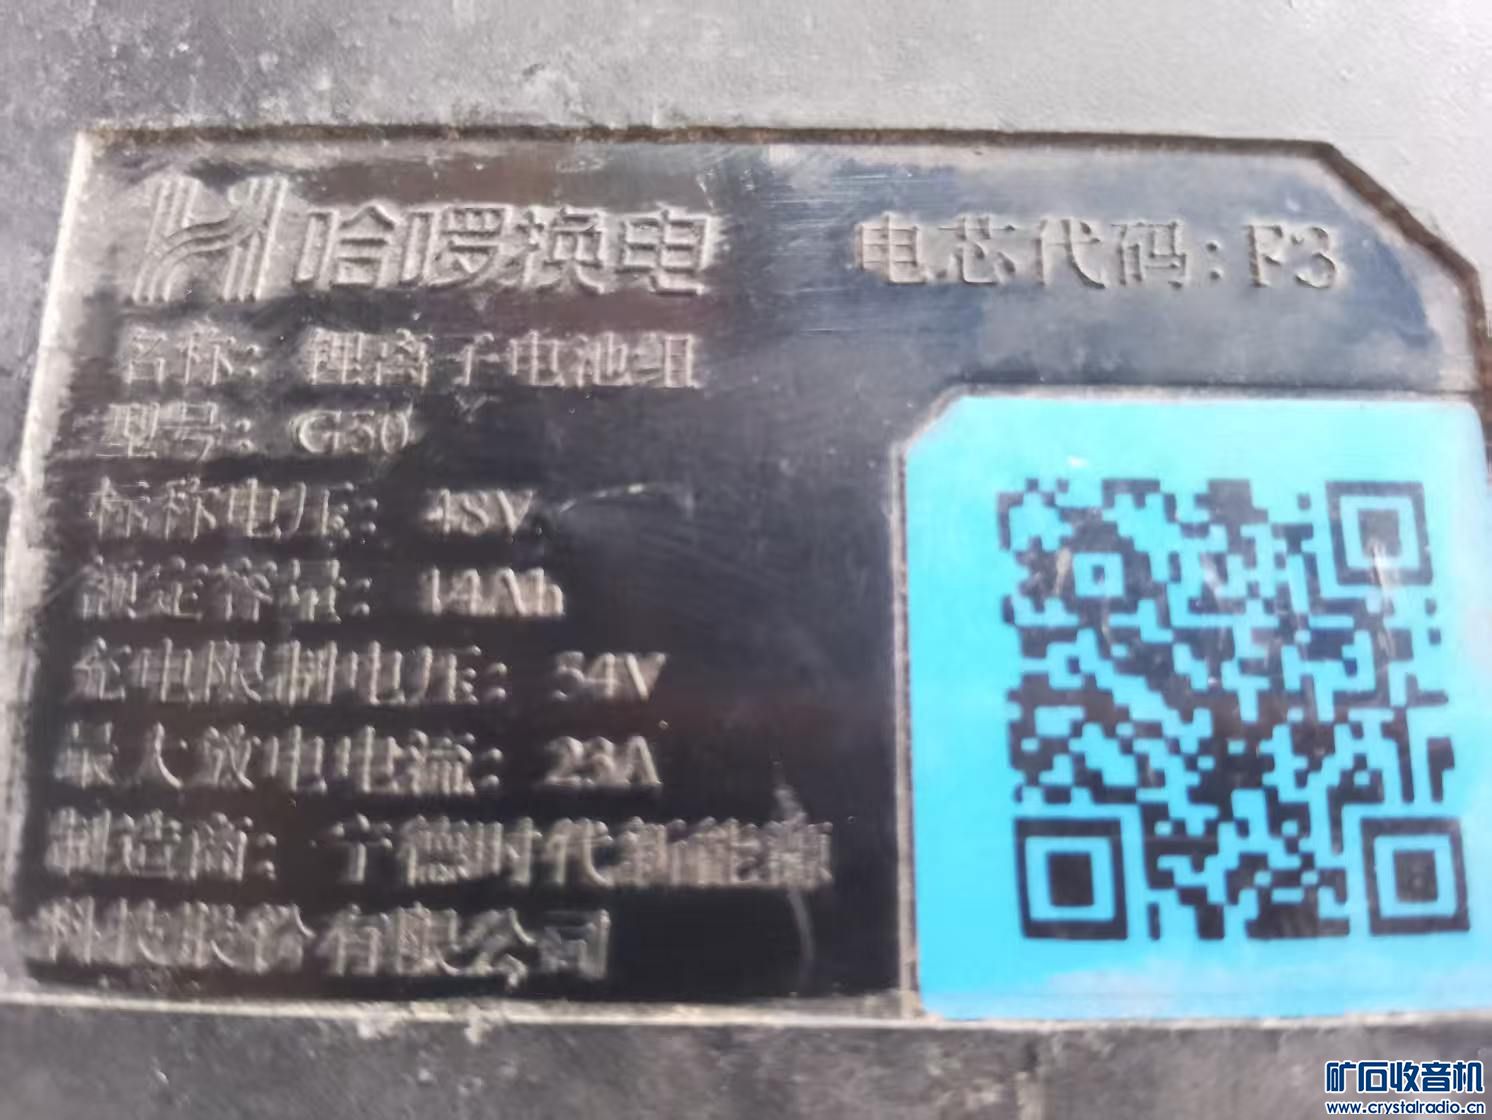 哈啰换电
电芯代码:F3
名称:锂离子电池组
型号:G50
标称电压:48V
额定容量:14Ah
充电限制电压:54V
最大放电电流:23A
制造商:宁德时代新能源
科技股份有限公司
矿石收音机
www.crystalradio.cn